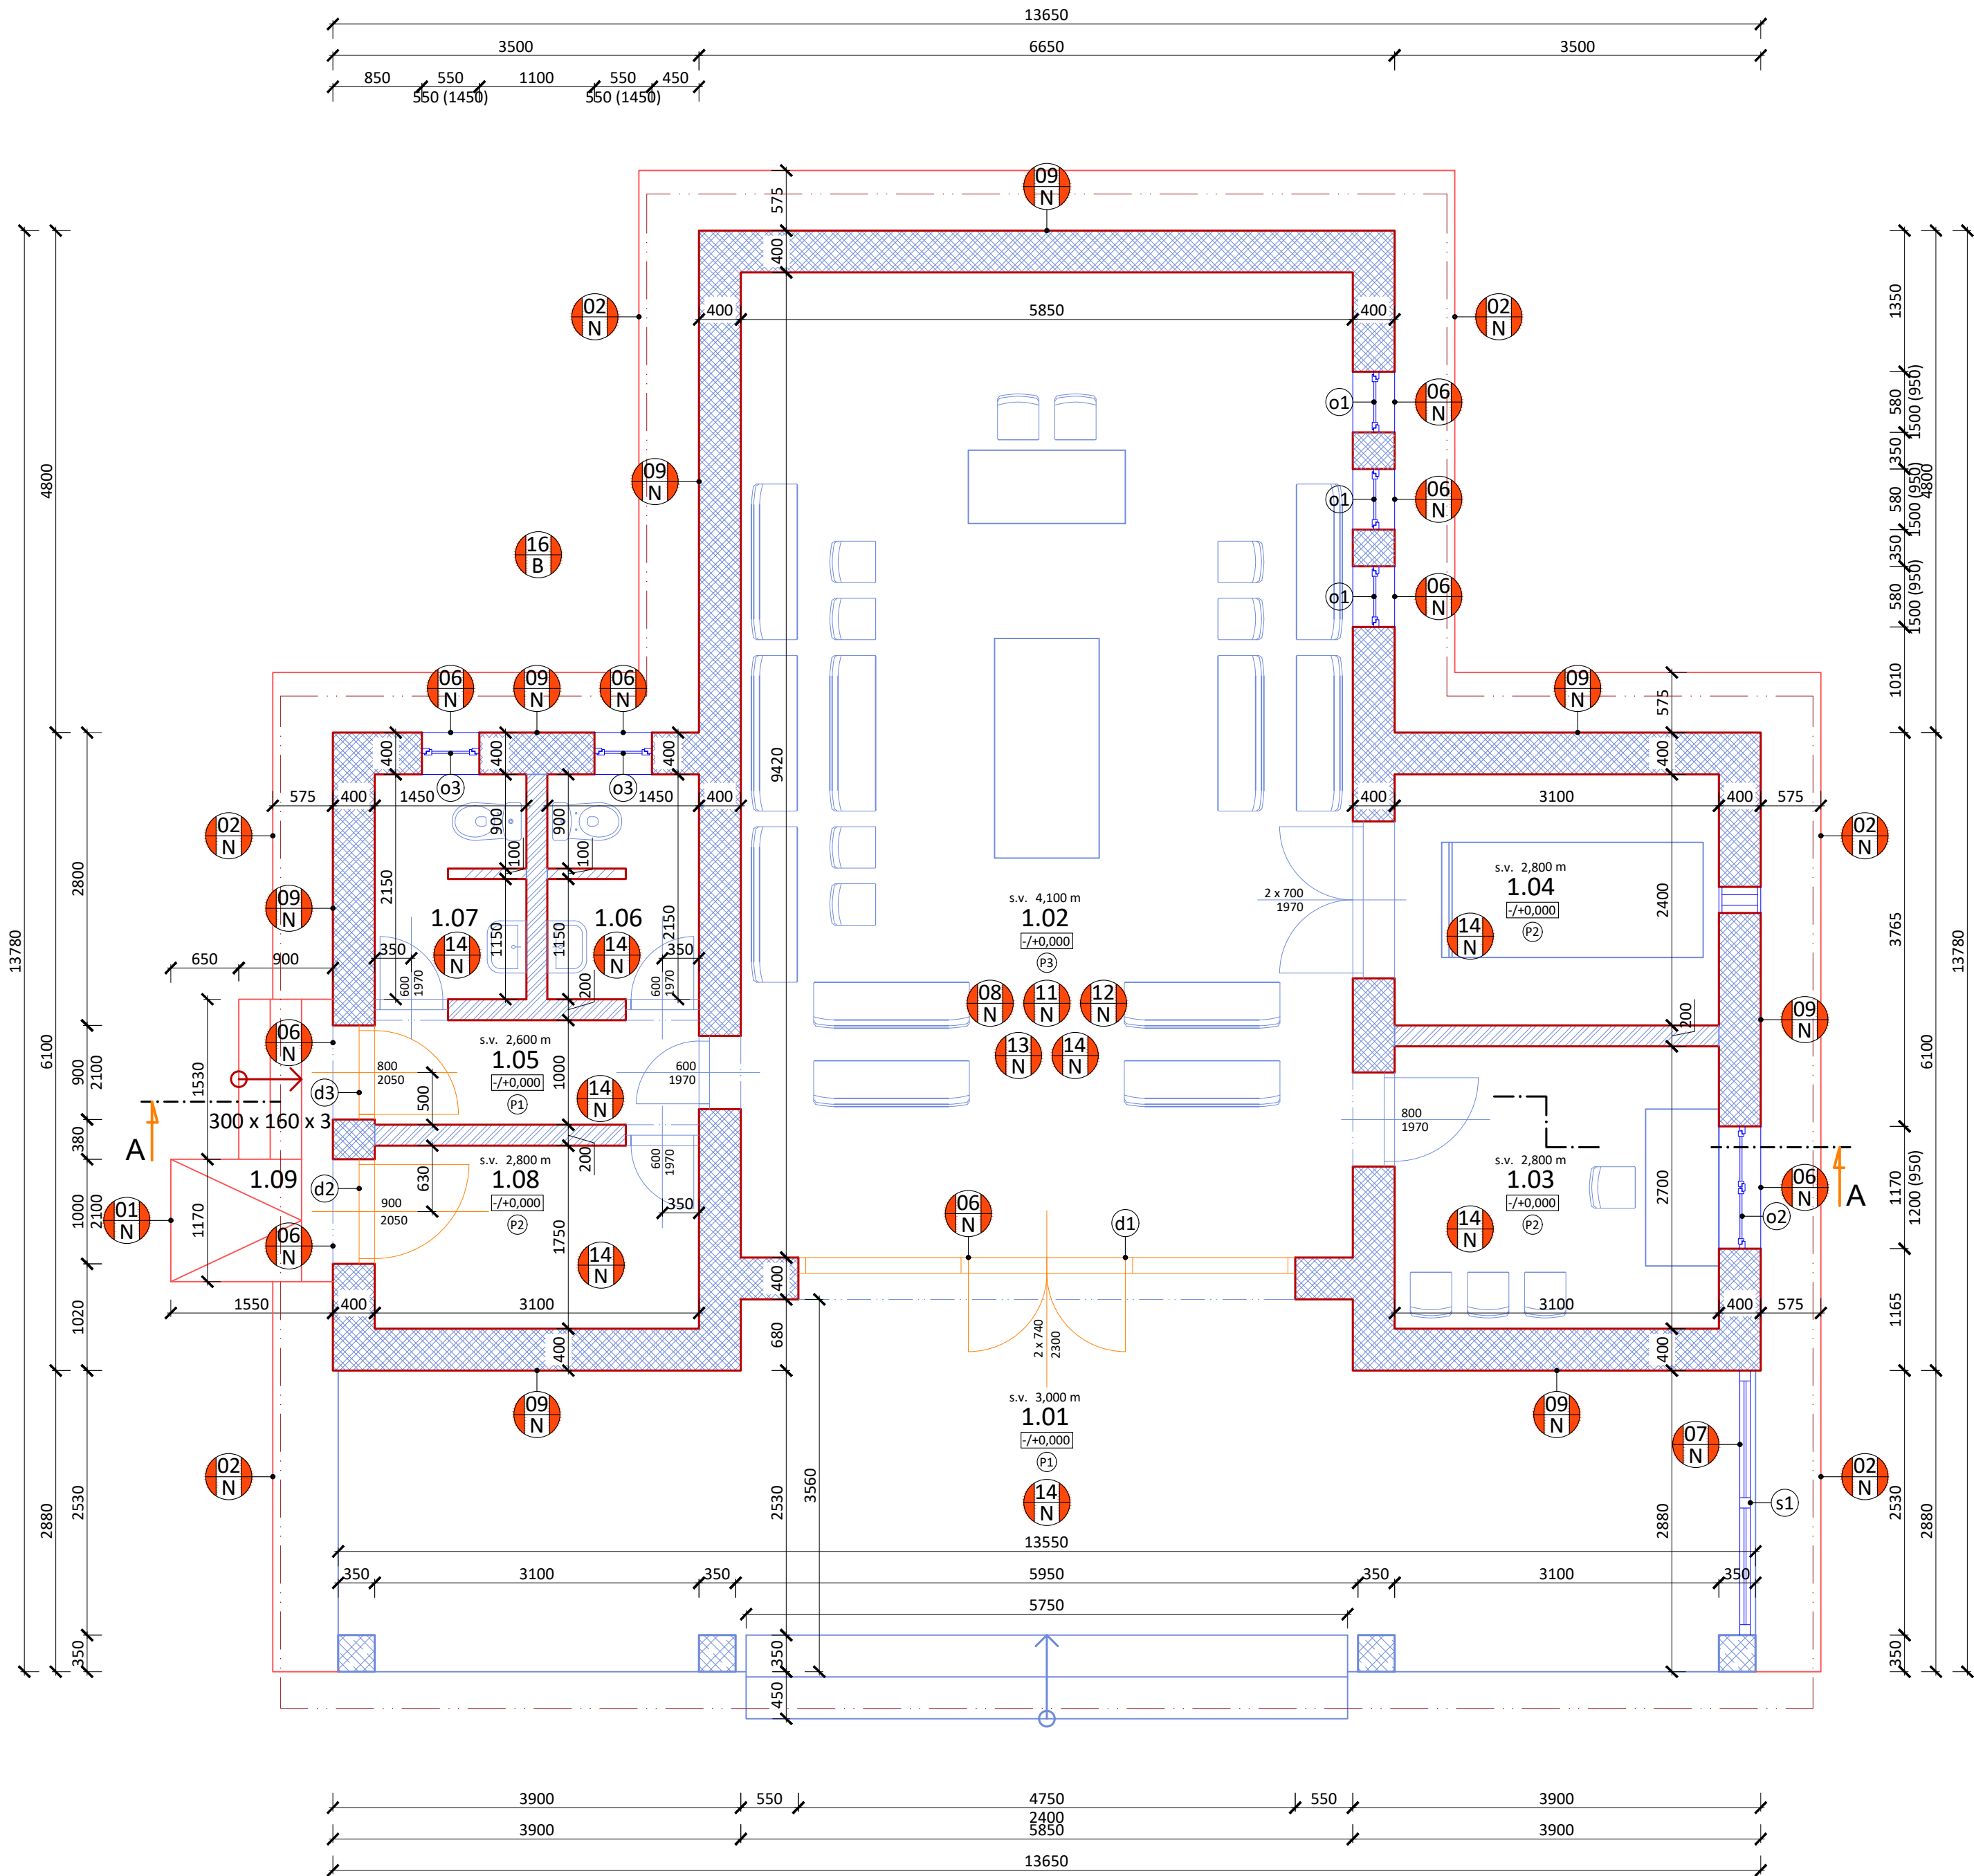 13650
3500 6650 3500
850 550 1100 550 450
550 (1450) 550 (1450)
09
N
575
400
400 5850 400
02
N
02
N
1350
580
1500 (950)
350
580
1500 (950)
350
580
1500 (950)
1010
4800
4800
13780
13780
o1
06
N
o1
06
N
o1
06
N
09
N
16
B
06
N
09
N
06
N
09
N
575
400
400
400
400
o3
o3
9420
575 400 1450 1450 400
400 3100 400 575
02
N
02
N
900
900
100
100
2800
2150
2150
09
N
1.07
14
N
1.06
14
N
1150
1150
350
350
600
1970
600
1970
200
s.v. 4,100 m
1.02
-/+0,000
P3
2 x 700
1970
s.v. 2,800 m
1.04
-/+0,000
P2
14
N
2400
3765
650 900
08
N
11
N
12
N
13
N
14
N
200
09
N
6100
6100
900
2100
1530
06
N
s.v. 2,600 m
1.05
-/+0,000
P1
800
2050
500
1000
600
1970
14
N
d3
300 x 160 x 3
A
380
800
1970
200
600
1970
s.v. 2,800 m
1.08
-/+0,000
P2
630
1.09
d2
900
2050
1000
2100
01
N
1170
06
N
350
1750
14
N
s.v. 2,800 m
1.03
-/+0,000
P2
14
N
2700
06
N
o2
A
1170
1200 (950)
06
N
d1
400
1550 400 3100
3100 400 575
1020
1165
680
2 x 740
2300
400
400
09
N
09
N
s.v. 3,000 m
1.01
-/+0,000
P1
14
N
07
N
02
N
02
N
s1
2530
2880
2530
3560
2880
2530
2880
13550
350 3100 350 5950 350 3100 350
5750
350
350
350
450
3900 550 4750 550 3900
2400
3900 5850 3900
13650